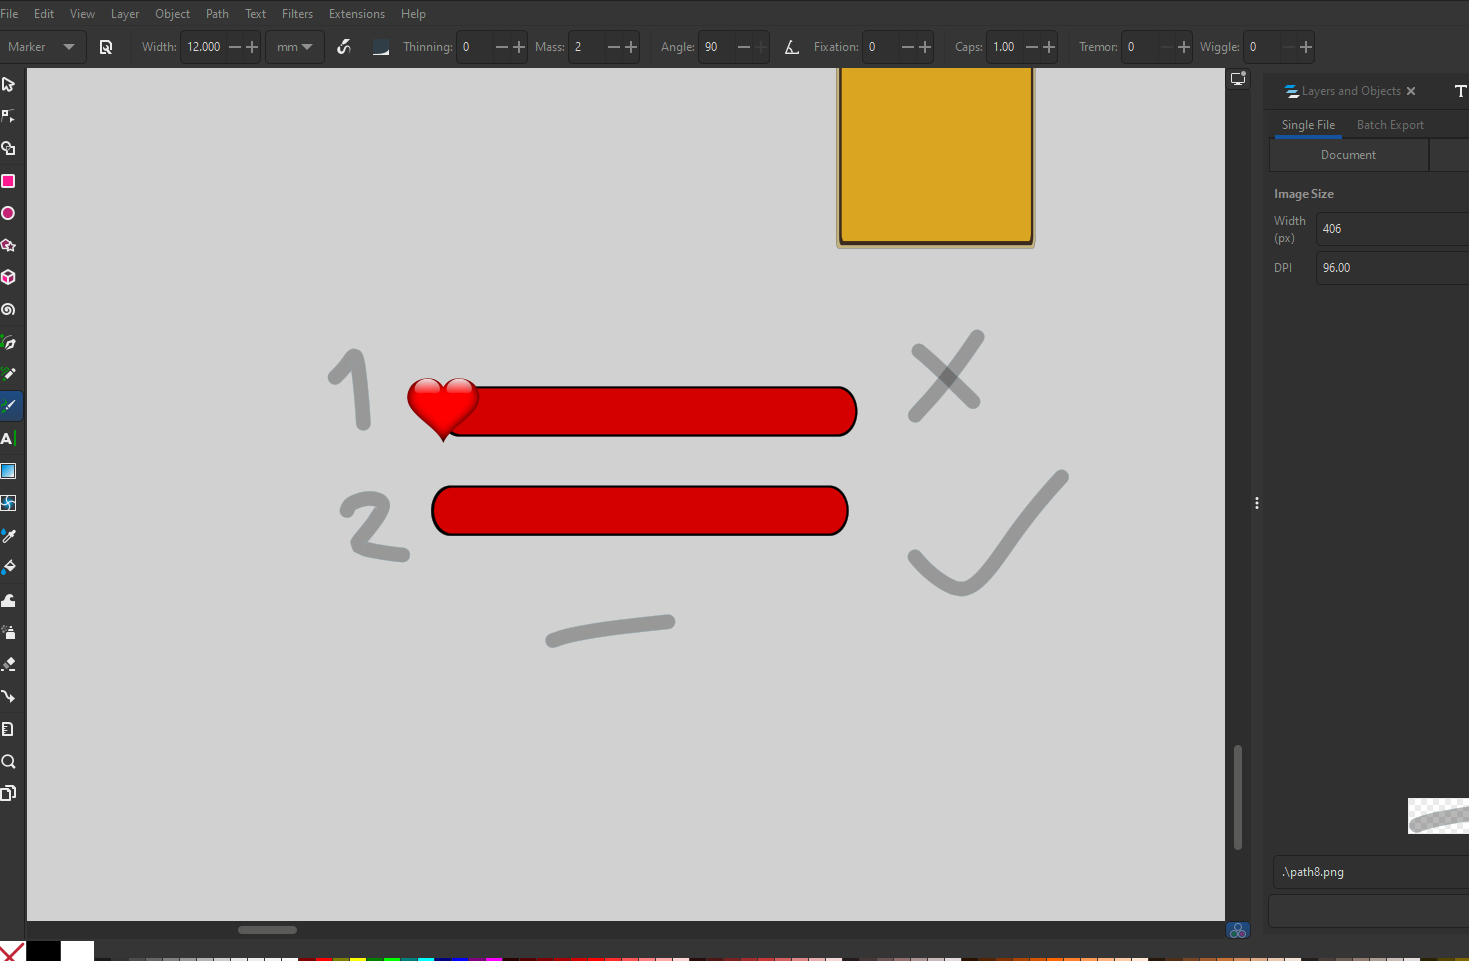 File Edit View Layer Object Path Text Filters Extensions Help
Marker Width: 12.000 mm Thinning: 0 Mass: 2 Angle: 90 Fixation: 0 Caps: 1.00 Tremor: 0 Wiggle: 0
Layers and Objects T
Single File Batch Export
Document
Image Size
Width (px) 406
DPI 96.00
1
2
.\path8.png